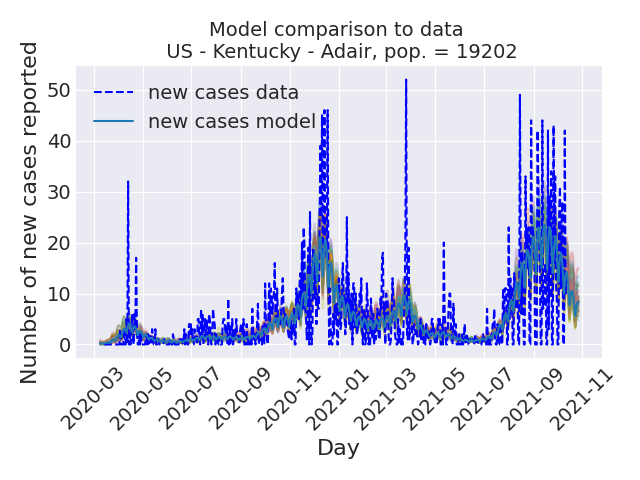 Model comparison to data
US - Kentucky - Adair, pop. = 19202
Number of new cases reported
50
40
30
20
10
0
new cases data
new cases model
2020-03
2020-05
2020-07
2020-09
2020-11
2021-01
2021-03
2021-05
2021-07
2021-09
2021-11
Day